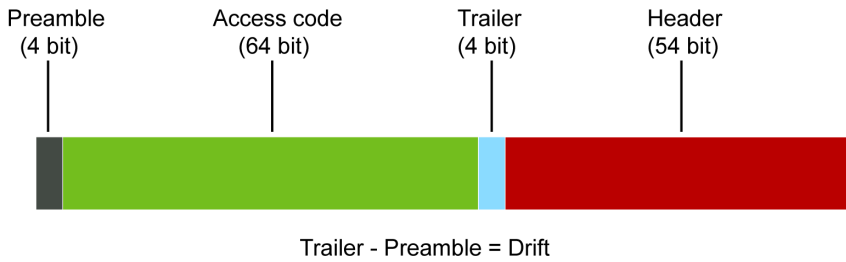 Preamble
(4 bit)
Access code
(64 bit)
Trailer
(4 bit)
Header
(54 bit)
Trailer - Preamble = Drift